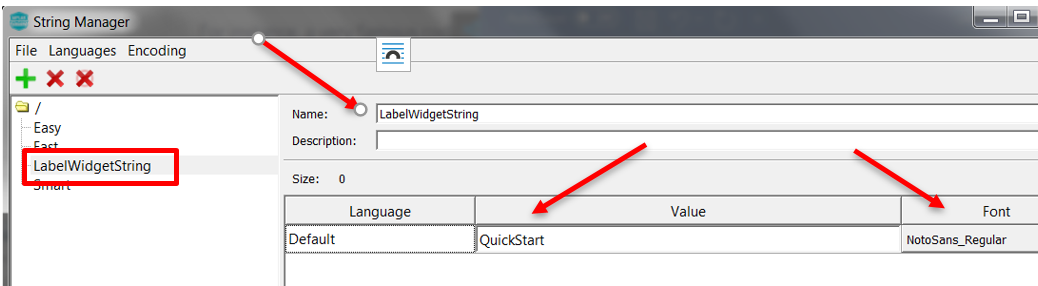 String Manager
File Languages Encoding
/
Easy
Fast
LabelWidgetString
Smart
Name: LabelWidgetString
Description:
Size: 0
Language Value Font
Default QuickStart NotoSans_Regular